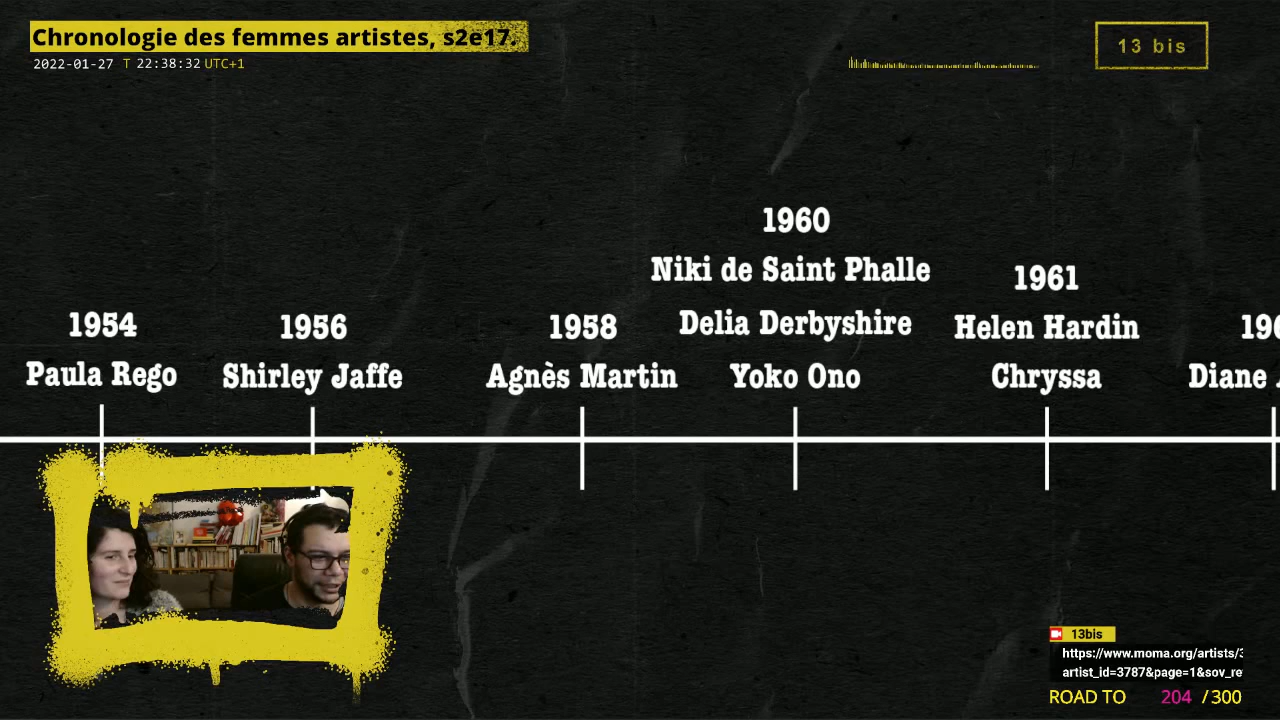 Chronologie des femmes artistes, s2e17.
2022-01-27 T 22:38:32 UTC+1
13 bis
1954
Paula Rego
1956
Shirley Jaffe
1958
Agnès Martin
1960
Niki de Saint Phalle
Delia Derbyshire
Yoko Ono
1961
Helen Hardin
Chryssa
Diane
13bis
https://www.moma.org/artists/
artist_id=3787&page=1&sov_re
ROAD TO 204 /300